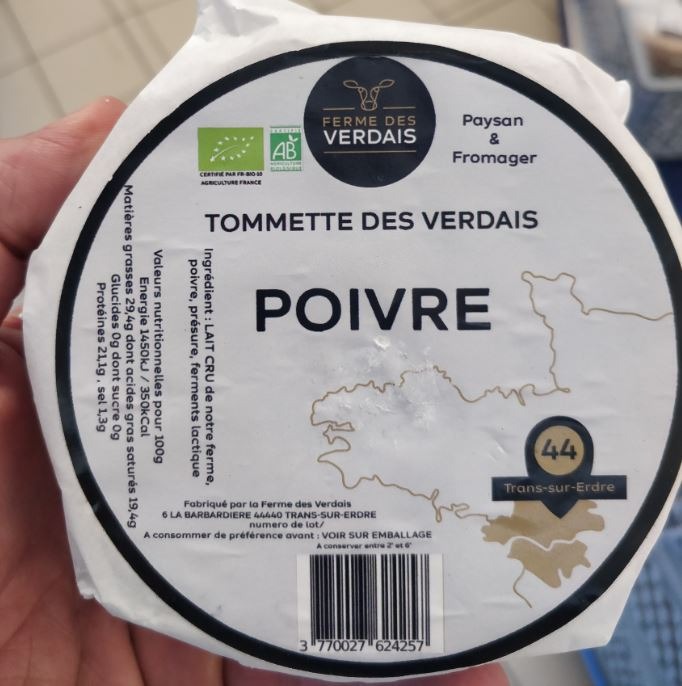 FERME DES
VERDAIS
Paysan
&
Fromager
AB
CERTIFIÉ PAR FR-BIO-10
AGRICULTURE FRANCE
TOMMETTE DES VERDAIS
POIVRE
Ingrédient : LAIT CRU de notre ferme,
poivre, présure, ferments lactique
Valeurs nutritionnelles pour 100g
Energie 1450kJ / 350kCal
Matières grasses 29,4g dont acides gras saturés 19,4g
Glucides 0g dont sucre 0g
Protéines 21,1g , sel 1,3g
44
Trans-sur-Erdre
Fabriqué par la Ferme des Verdais
6 LA BARBARDIERE 44440 TRANS-SUR-ERDRE
numero de lot/
A consommer de préférence avant : VOIR SUR EMBALLAGE
A conserver entre 2° et 6°
3 770027 624257